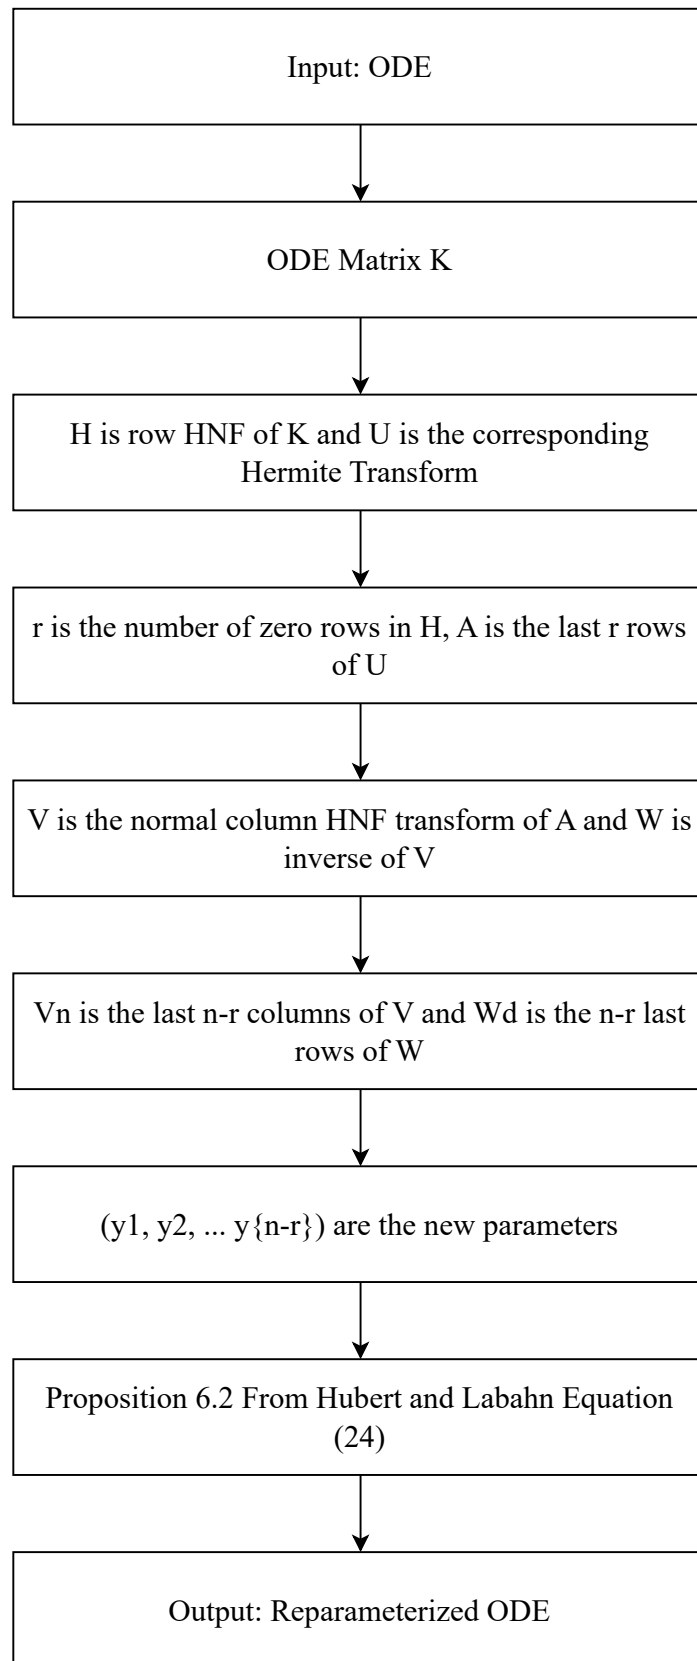 Input: ODE
ODE Matrix K
H is row HNF of K and U is the corresponding
Hermite Transform
r is the number of zero rows in H, A is the last r rows
of U
V is the normal column HNF transform of A and W is
inverse of V
Vn is the last n-r columns of V and Wd is the n-r last
rows of W
(y1, y2, ... y{n-r}) are the new parameters
Proposition 6.2 From Hubert and Labahn Equation
(24)
Output: Reparameterized ODE